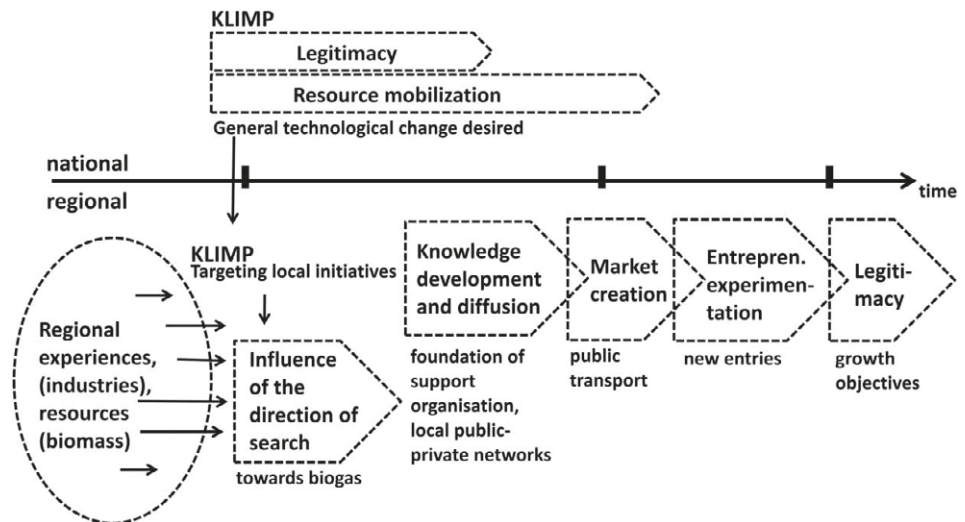 KLIMP
Legitimacy
Resource mobilization
General technological change desired
national
regional
time
KLIMP
Targeting local initiatives
Regional
experiences,
(industries),
resources
(biomass)
Influence
of the
direction of
search
towards biogas
Knowledge
development
and diffusion
foundation of
support
organisation,
local public-
private networks
Market
creation
public
transport
Entrepren.
experimen-
tation
new entries
Legiti-
macy
growth
objectives